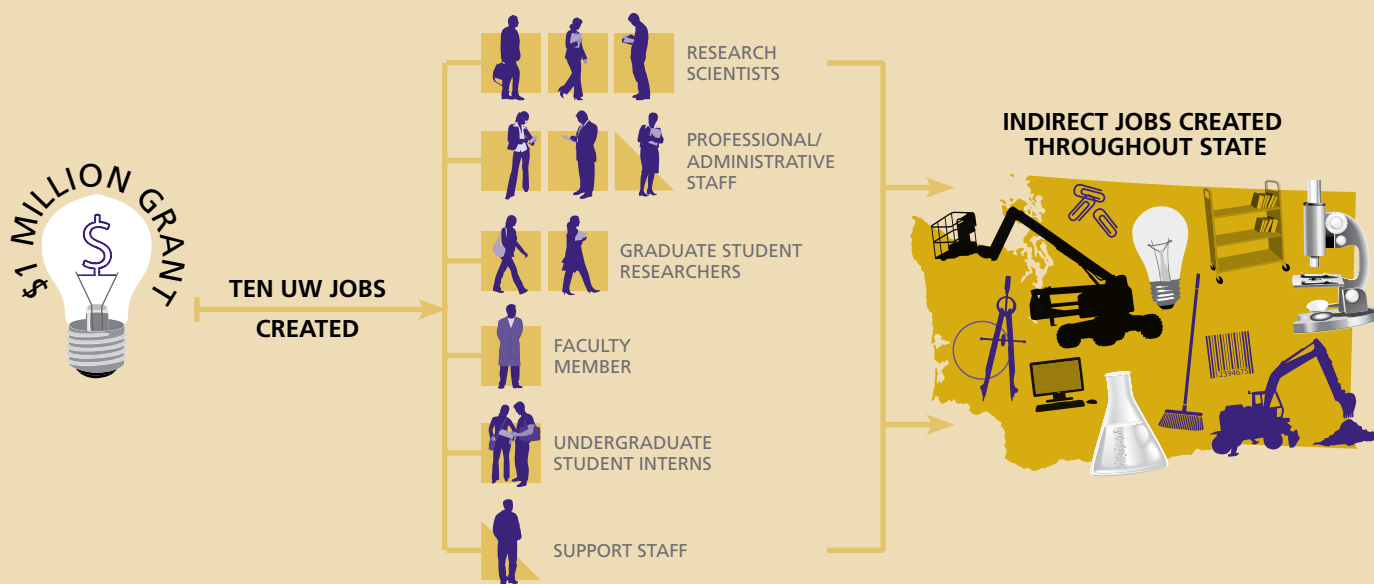 $1 MILLION GRANT
$
TEN UW JOBS
CREATED
RESEARCH
SCIENTISTS
PROFESSIONAL/
ADMINISTRATIVE
STAFF
GRADUATE STUDENT
RESEARCHERS
FACULTY
MEMBER
UNDERGRADUATE
STUDENT INTERNS
SUPPORT STAFF
INDIRECT JOBS CREATED
THROUGHOUT STATE
12394675